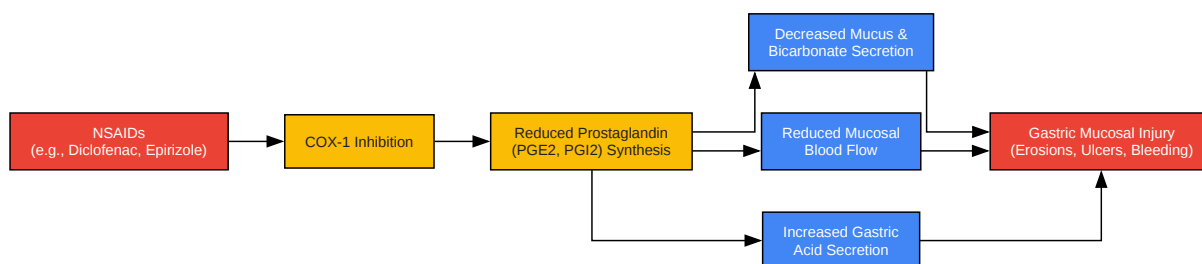 NSAIDs
(e.g., Diclofenac, Epirizole)
COX-1 Inhibition
Reduced Prostaglandin
(PGE2, PGI2) Synthesis
Decreased Mucus &
Bicarbonate Secretion
Reduced Mucosal
Blood Flow
Increased Gastric
Acid Secretion
Gastric Mucosal Injury
(Erosions, Ulcers, Bleeding)